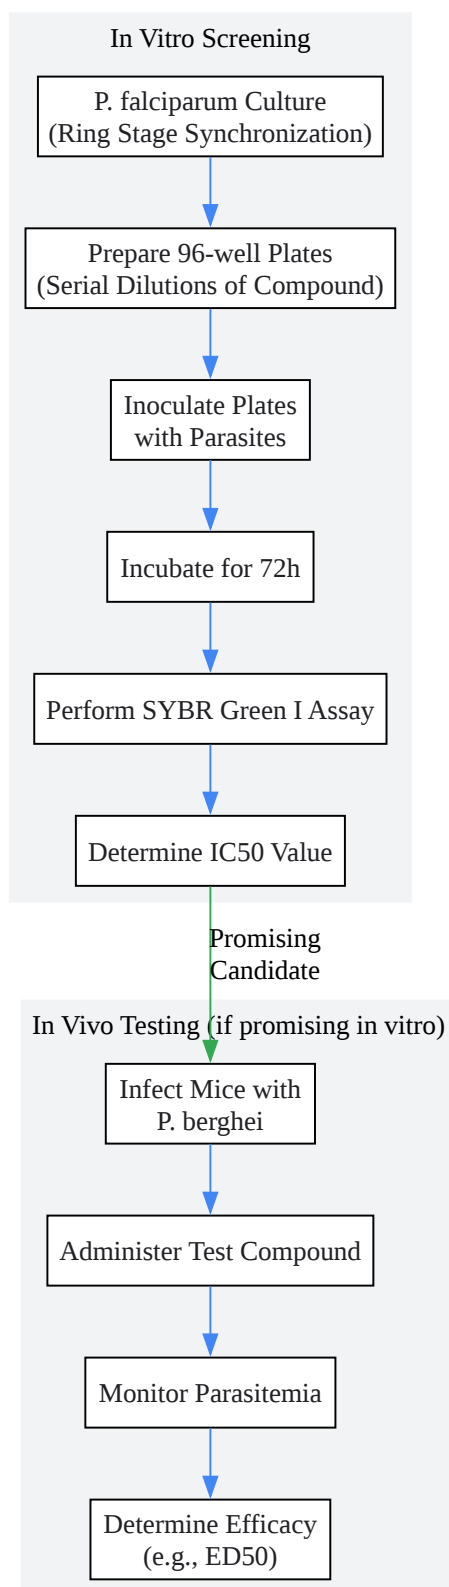 In Vitro Screening
P. falciparum Culture
(Ring Stage Synchronization)
Prepare 96-well Plates
(Serial Dilutions of Compound)
Inoculate Plates
with Parasites
Incubate for 72h
Perform SYBR Green I Assay
Determine IC50 Value
Promising
Candidate
In Vivo Testing (if promising in vitro)
Infect Mice with
P. berghei
Administer Test Compound
Monitor Parasitemia
Determine Efficacy
(e.g., ED50)